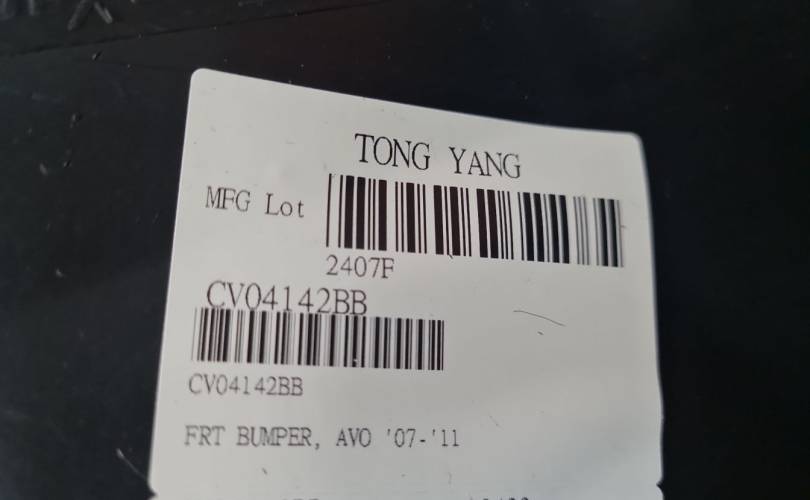 TONG YANG
MFG Lot
2407F
CV04142BB
CV04142BB
FRT BUMPER, AVO '07-'11